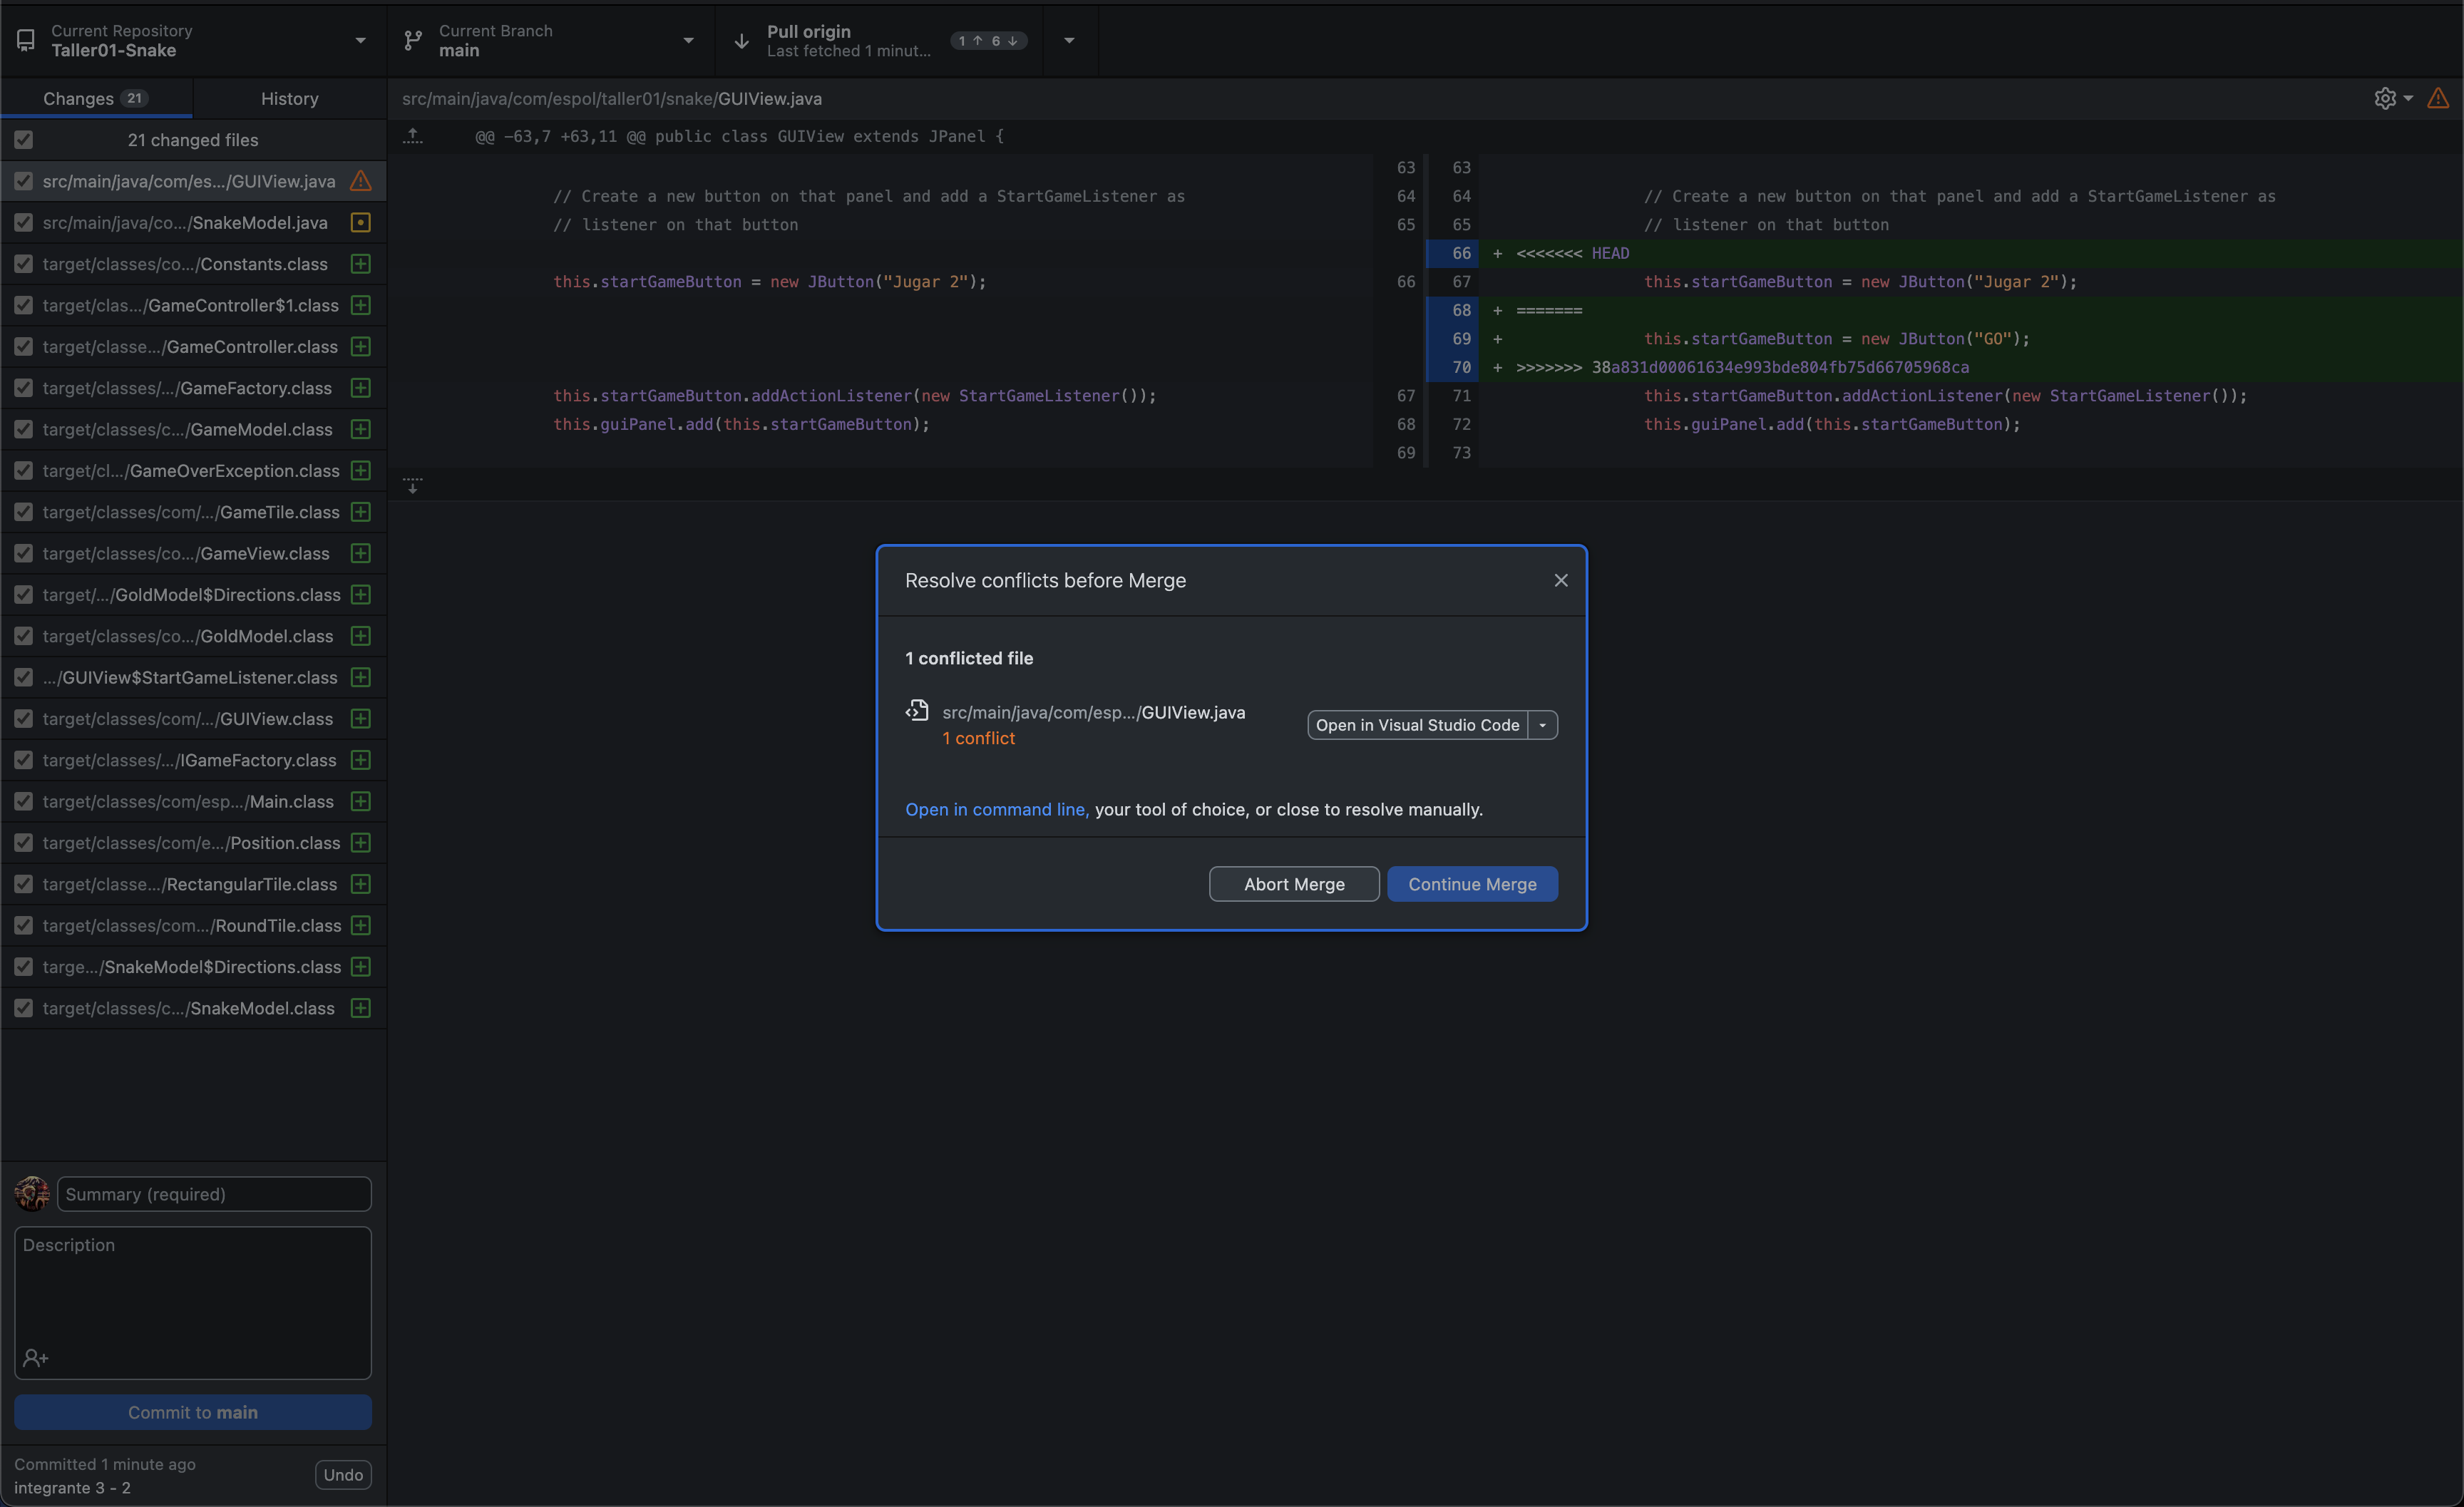 Current Repository
Taller01-Snake
Current Branch
main
Pull origin
Last fetched 1 minut...
1 ↑ 6 ↓
Changes 21
History
21 changed files
src/main/java/com/es.../GUIView.java
src/main/java/co.../SnakeModel.java
target/classes/co.../Constants.class
target/clas.../GameController$1.class
target/classe.../GameController.class
target/classes/.../GameFactory.class
target/classes/c.../GameModel.class
target/cl.../GameOverException.class
target/classes/com/.../GameTile.class
target/classes/co.../GameView.class
target/.../GoldModel$Directions.class
target/classes/co.../GoldModel.class
.../GUIView$StartGameListener.class
target/classes/com/.../GUIView.class
target/classes/.../IGameFactory.class
target/classes/com/esp.../Main.class
target/classes/com/e.../Position.class
target/classe.../RectangularTile.class
target/classes/com.../RoundTile.class
targe.../SnakeModel$Directions.class
target/classes/c.../SnakeModel.class
Summary (required)
Description
Commit to main
Committed 1 minute ago
integrante 3 - 2
Undo
src/main/java/com/espol/taller01/snake/GUIView.java
@@ -63,7 +63,11 @@ public class GUIView extends JPanel {
63 63
// Create a new button on that panel and add a StartGameListener as 64 64 // Create a new button on that panel and add a StartGameListener as
// listener on that button 65 65 // listener on that button
66 + <<<<<<< HEAD
this.startGameButton = new JButton("Jugar 2"); 66 67 this.startGameButton = new JButton("Jugar 2");
68 + =======
69 + this.startGameButton = new JButton("GO");
70 + >>>>>>> 38a831d00061634e993bde804fb75d66705968ca
this.startGameButton.addActionListener(new StartGameListener()); 67 71 this.startGameButton.addActionListener(new StartGameListener());
this.guiPanel.add(this.startGameButton); 68 72 this.guiPanel.add(this.startGameButton);
69 73
Resolve conflicts before Merge
1 conflicted file
src/main/java/com/esp.../GUIView.java
1 conflict
Open in Visual Studio Code
Open in command line, your tool of choice, or close to resolve manually.
Abort Merge
Continue Merge